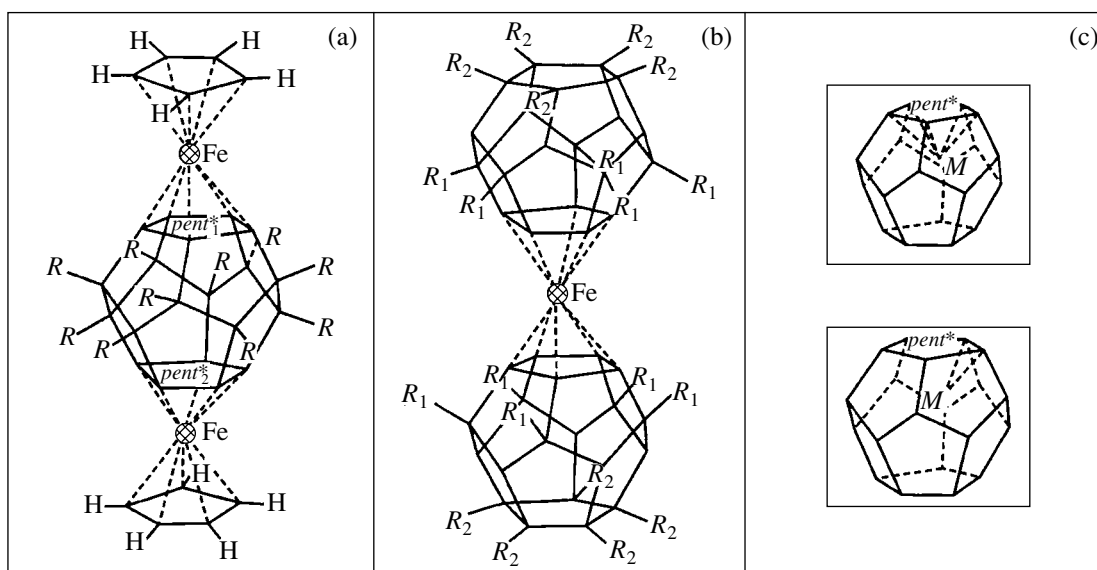 (a)
H H
H H
H
Fe
pent*1
R R
R R
R R
R R
R R
pent*2
Fe
H
H H
H H
(b)
R2 R2
R2 R2
R2
R1
R1 R1
R1 R1
Fe
R1 R1
R1 R1
R1
R2
R2 R2
R2 R2
(c)
pent*
M
pent*
M